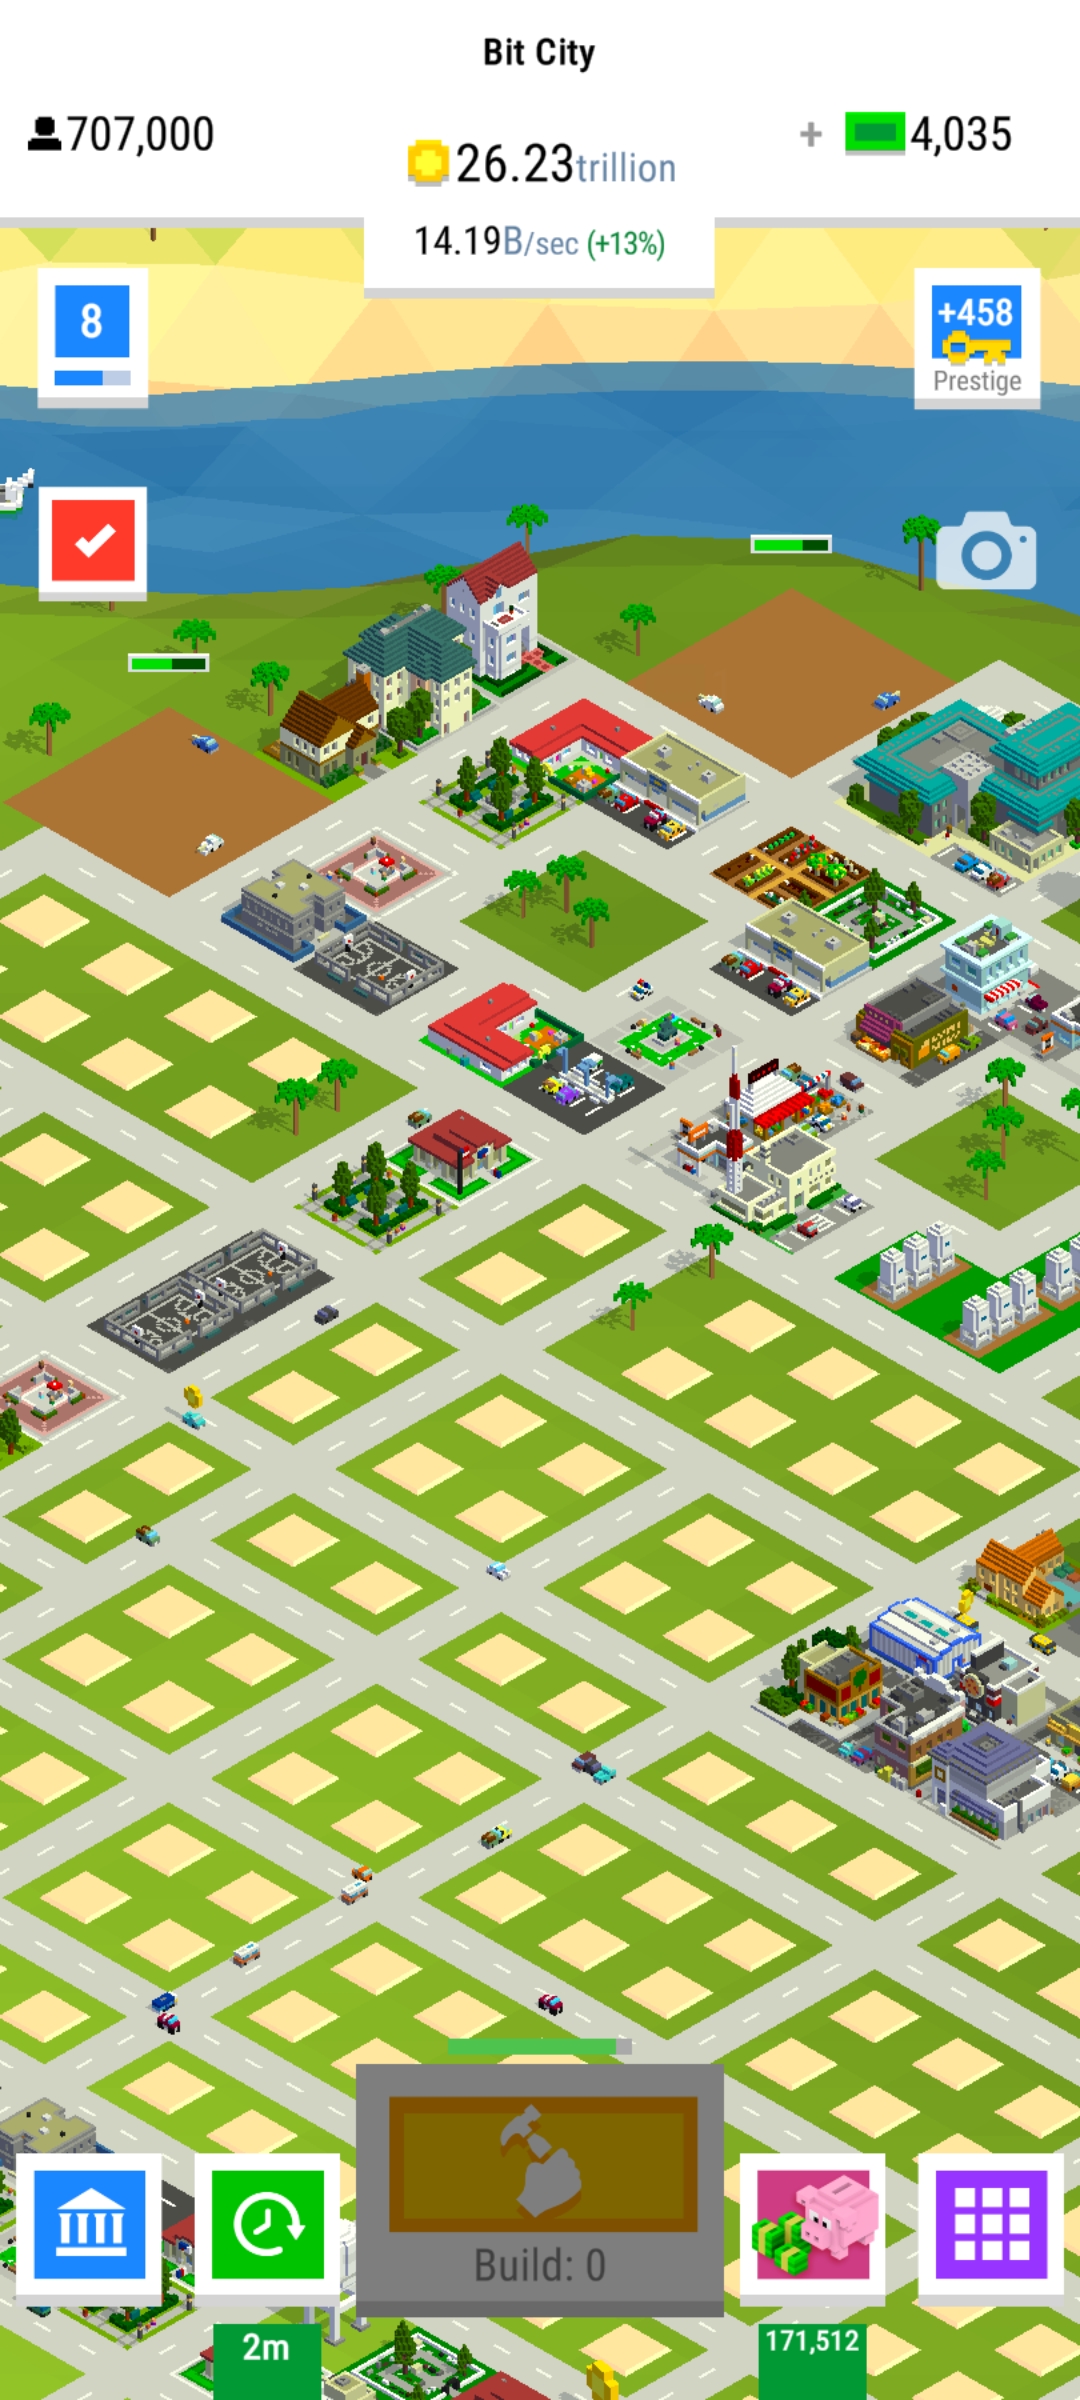 Bit City
707,000
26.23trillion
+ 4,035
14.19B/sec (+13%)
8
+458
Prestige
Build: 0
2m
171,512